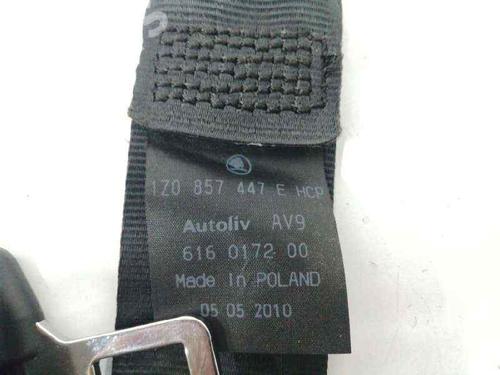 1Z0 857 447 E HCP
Autoliv AV9
616 0172 00
Made in POLAND
05 05 2010